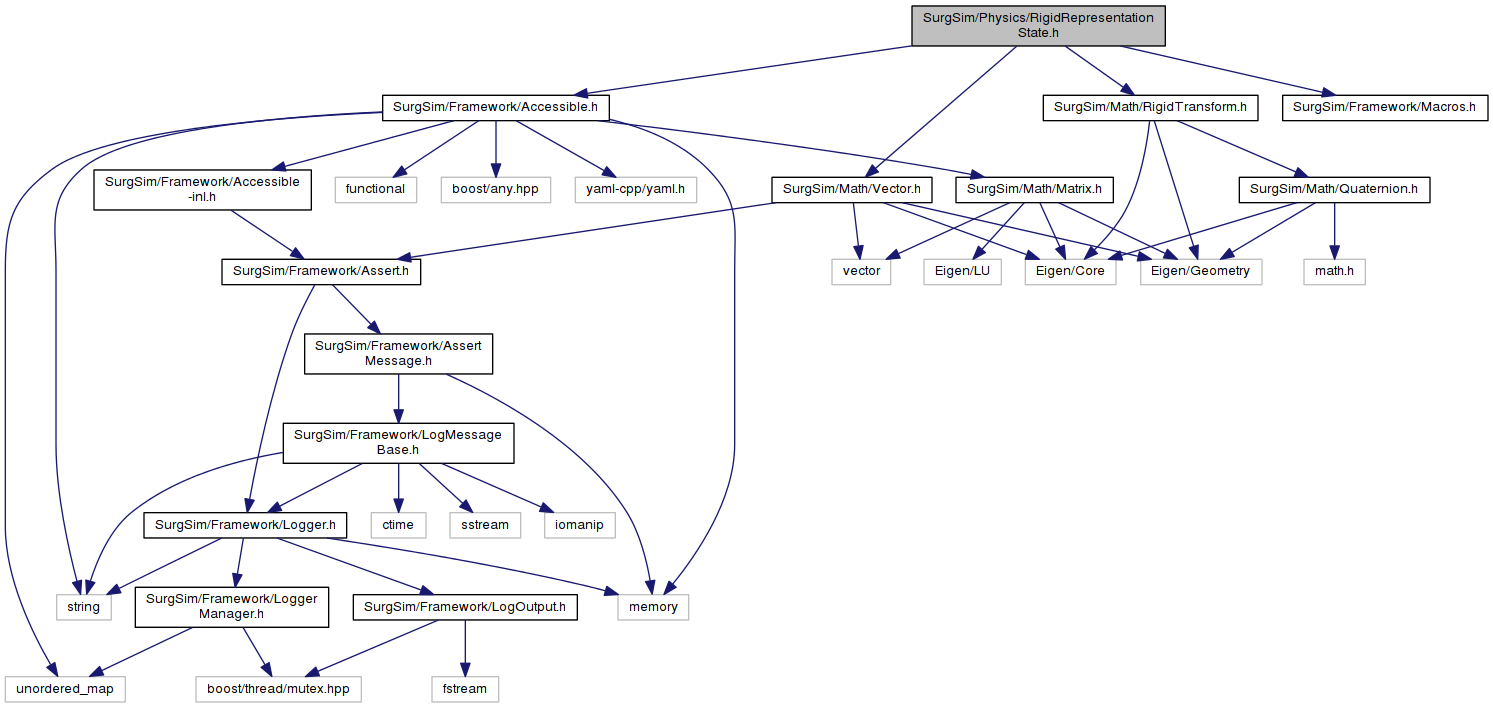 SurgSim/Physics/RigidRepresentation
State.h
SurgSim/Framework/Accessible.h
SurgSim/Math/RigidTransform.h
SurgSim/Framework/Macros.h
SurgSim/Framework/Accessible
-inl.h
functional
boost/any.hpp
yaml-cpp/yaml.h
SurgSim/Math/Vector.h
SurgSim/Math/Matrix.h
SurgSim/Math/Quaternion.h
SurgSim/Framework/Assert.h
vector
Eigen/LU
Eigen/Core
Eigen/Geometry
math.h
SurgSim/Framework/Assert
Message.h
SurgSim/Framework/LogMessage
Base.h
SurgSim/Framework/Logger.h
ctime
sstream
iomanip
string
SurgSim/Framework/Logger
Manager.h
SurgSim/Framework/LogOutput.h
memory
unordered_map
boost/thread/mutex.hpp
fstream